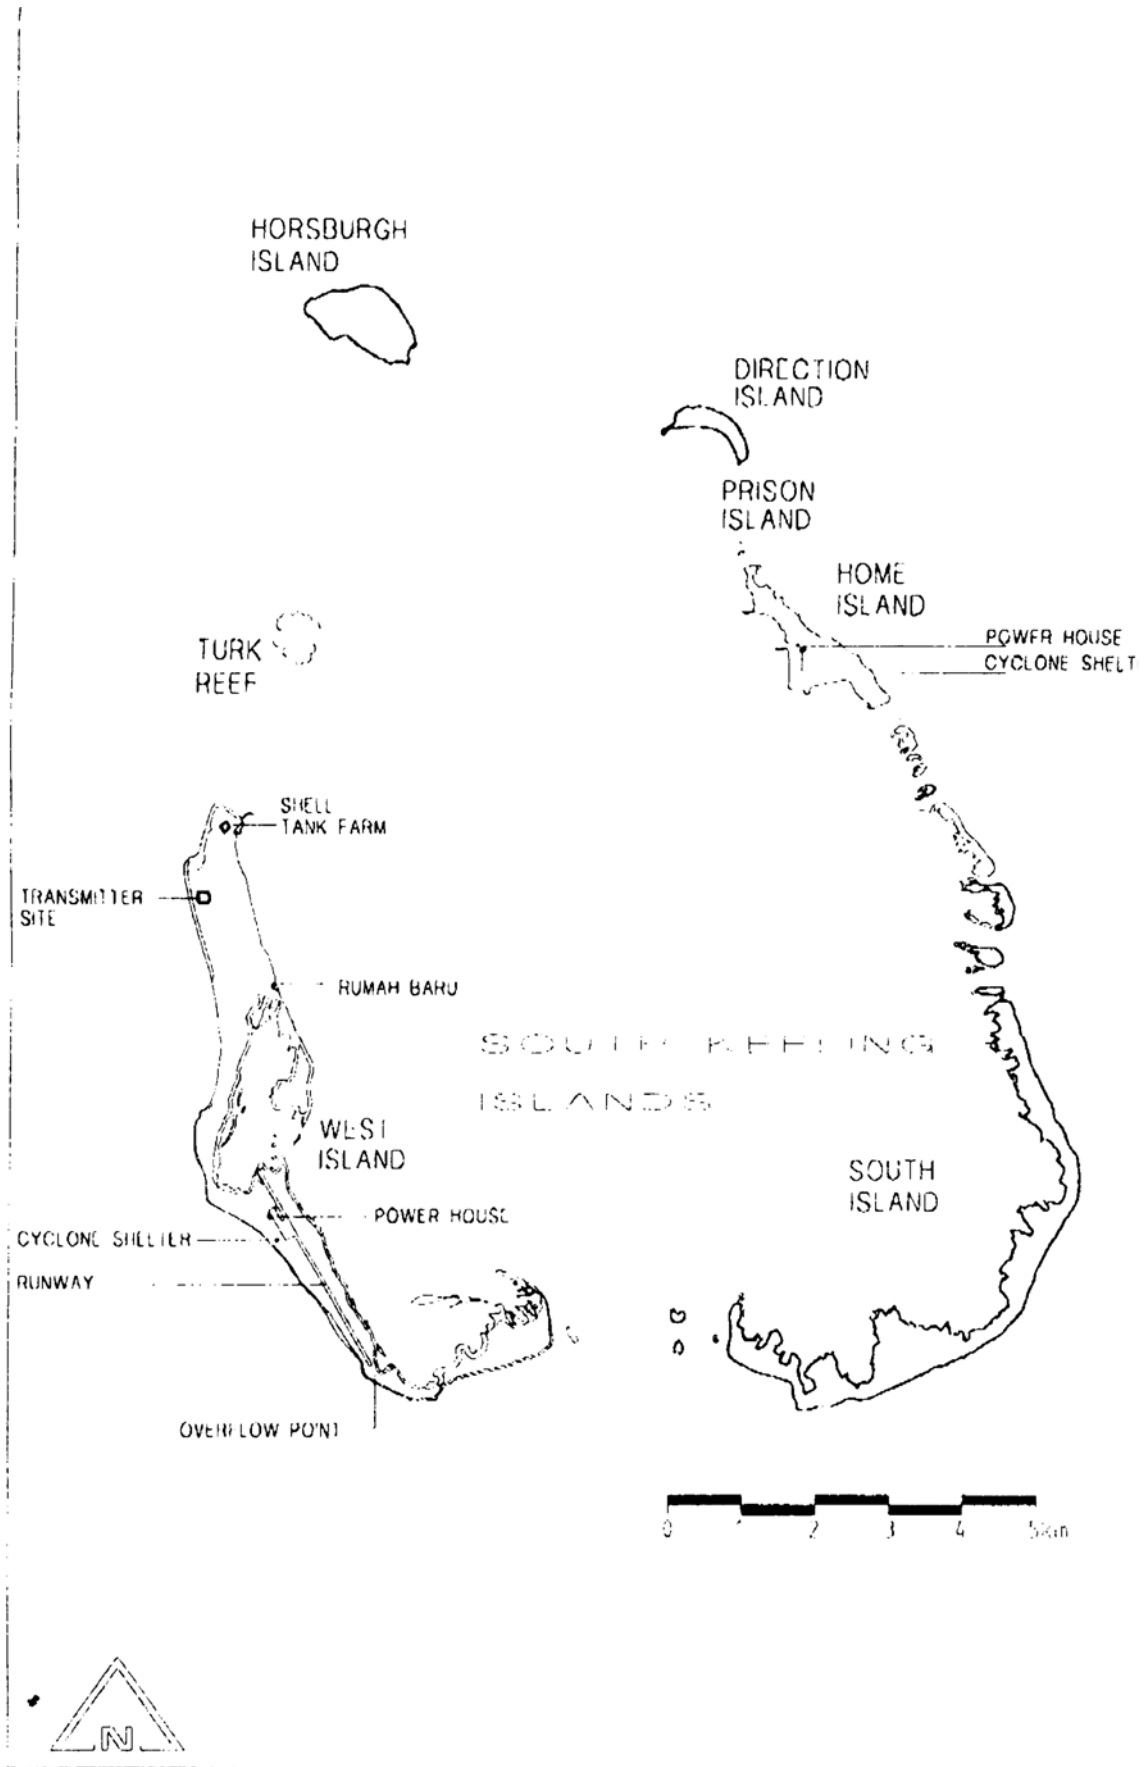 HORSBURGH
ISLAND
DIRECTION
ISLAND
PRISON
ISLAND
HOME
ISLAND
POWER HOUSE
CYCLONE SHELT
TURK
REEF
SHELL
TANK FARM
TRANSMITTER
SITE
RUMAH BARU
SOUTH KEELING
ISLANDS
WEST
ISLAND
SOUTH
ISLAND
POWER HOUSE
CYCLONE SHELTER
RUNWAY
OVERFLOW POINT
0 1 2 3 4 5km
N